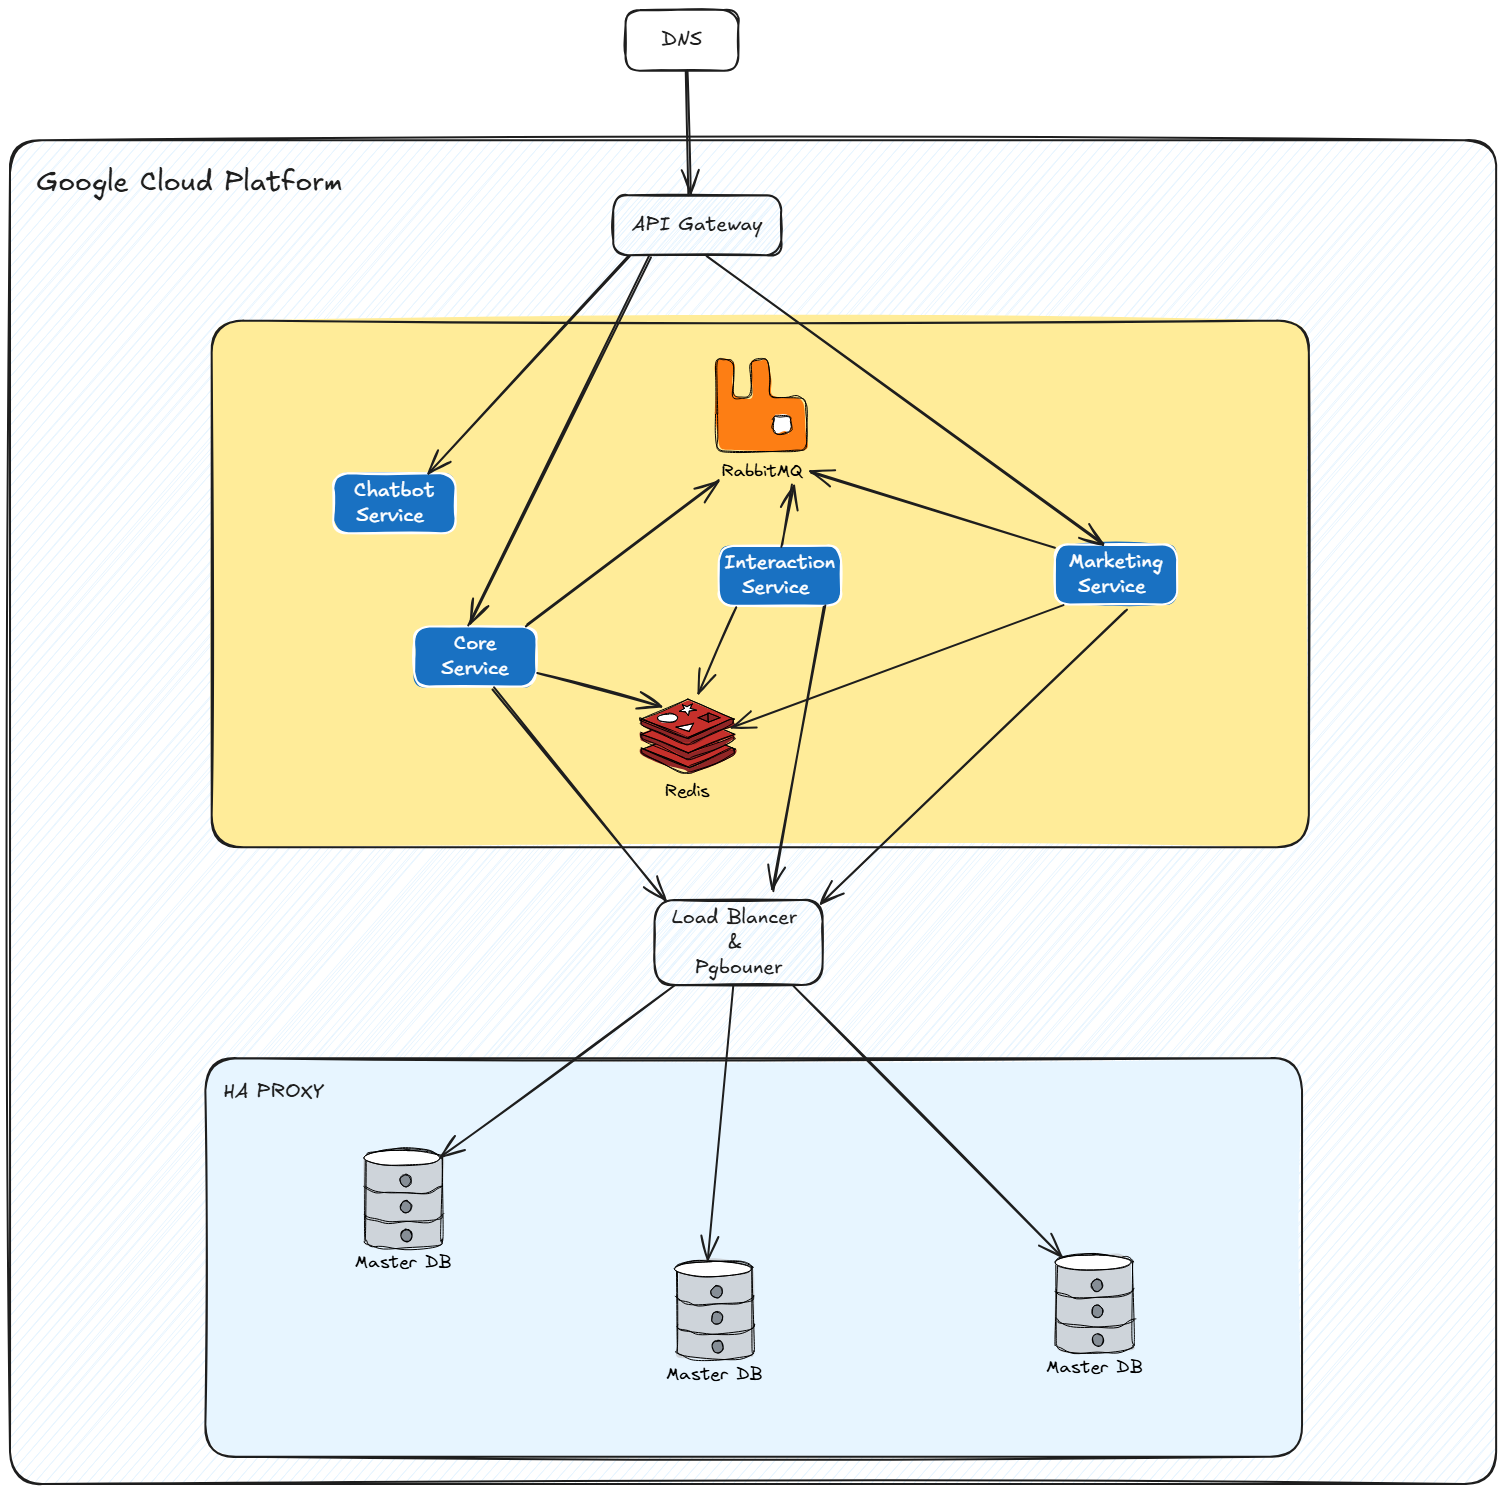 DNS
Google Cloud Platform
API Gateway
RabbitMQ
Chatbot
Service
Interaction
Service
Marketing
Service
Core
Service
Redis
Load Blancer
&
Pgbouner
HA PROXY
Master DB
Master DB
Master DB